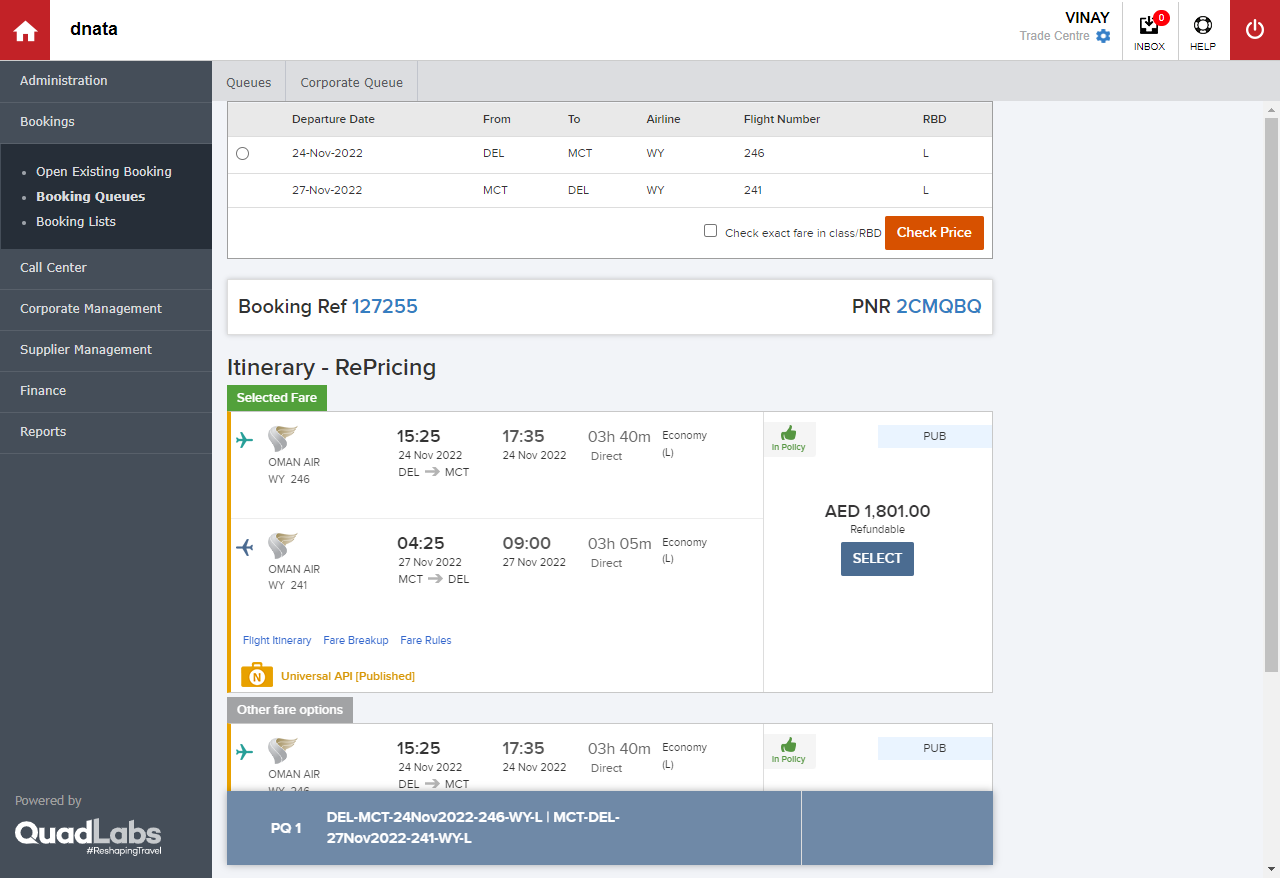 dnata
VINAY
Trade Centre
0
INBOX
HELP
Administration
Bookings
Open Existing Booking
Booking Queues
Booking Lists
Call Center
Corporate Management
Supplier Management
Finance
Reports
Powered by
QuadLabs
#ReshapingTravel
Queues Corporate Queue
Departure Date From To Airline Flight Number RBD
24-Nov-2022 DEL MCT WY 246 L
27-Nov-2022 MCT DEL WY 241 L
Check exact fare in class/RBD Check Price
Booking Ref 127255 PNR 2CMQBQ
Itinerary - RePricing
Selected Fare
15:25 17:35 03h 40m Economy
24 Nov 2022 24 Nov 2022 Direct (L)
OMAN AIR
WY 246
DEL MCT
In Policy
PUB
AED 1,801.00
Refundable
SELECT
04:25 09:00 03h 05m Economy
27 Nov 2022 27 Nov 2022 Direct (L)
OMAN AIR
WY 241
MCT DEL
Flight Itinerary Fare Breakup Fare Rules
N Universal API [Published]
Other fare options
15:25 17:35 03h 40m Economy
24 Nov 2022 24 Nov 2022 Direct (L)
OMAN AIR
WY 246
DEL MCT
In Policy
PUB
PQ 1
DEL-MCT-24Nov2022-246-WY-L | MCT-DEL-
27Nov2022-241-WY-L